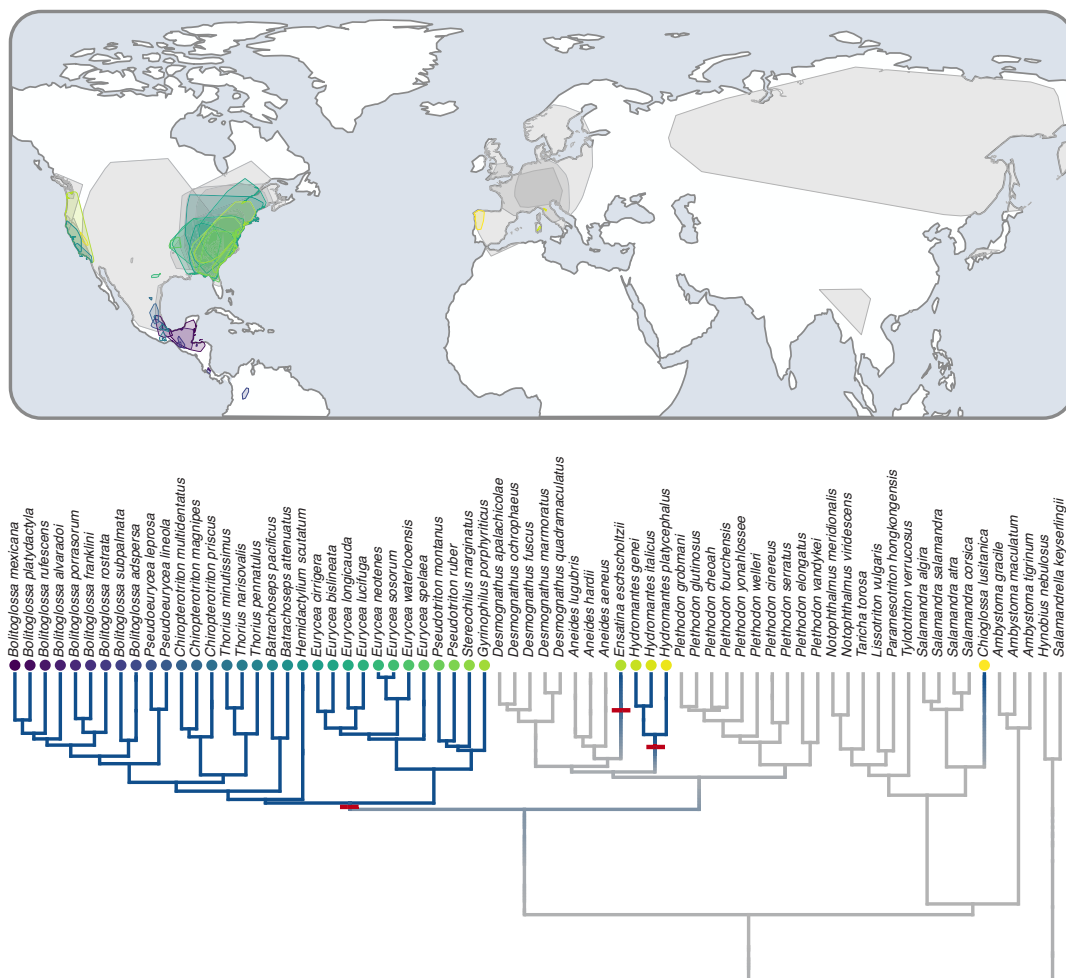 Bolitoglossa mexicana
Bolitoglossa platydactyla
Bolitoglossa rufescens
Bolitoglossa alvaradoi
Bolitoglossa porrasorum
Bolitoglossa franklini
Bolitoglossa rostrata
Bolitoglossa subpalmata
Bolitoglossa adspersa
Pseudoeurycea leprosa
Pseudoeurycea lineola
Chiropterotriton multidentatus
Chiropterotriton magnipes
Chiropterotriton priscus
Thorius minutissimus
Thorius narisovalis
Thorius pennatulus
Batrachoseps pacificus
Batrachoseps attenuatus
Hemidactylium scutatum
Eurycea cirrigera
Eurycea bislineata
Eurycea longicauda
Eurycea lucifuga
Eurycea neotenes
Eurycea sosorum
Eurycea waterlooensis
Eurycea spelaea
Pseudotriton montanus
Pseudotriton ruber
Stereochilus marginatus
Gyrinophilus porphyriticus
Desmognathus apalachicolae
Desmognathus ochrophaeus
Desmognathus fuscus
Desmognathus marmoratus
Desmognathus quadramaculatus
Aneides lugubris
Aneides hardii
Aneides aeneus
Ensatina eschscholtzii
Hydromantes genei
Hydromantes italicus
Hydromantes platycephalus
Plethodon grobmani
Plethodon glutinosus
Plethodon cheoah
Plethodon fourchensis
Plethodon yonahlossee
Plethodon welleri
Plethodon cinereus
Plethodon serratus
Plethodon elongatus
Plethodon vandykei
Notophthalmus meridionalis
Notophthalmus viridescens
Taricha torosa
Lissotriton vulgaris
Paramesotriton hongkongensis
Tylototriton verrucosus
Salamandra algira
Salamandra salamandra
Salamandra atra
Salamandra corsica
Chioglossa lusitanica
Ambystoma gracile
Ambystoma maculatum
Ambystoma tigrinum
Hynobius nebulosus
Salamandrella keyserlingii